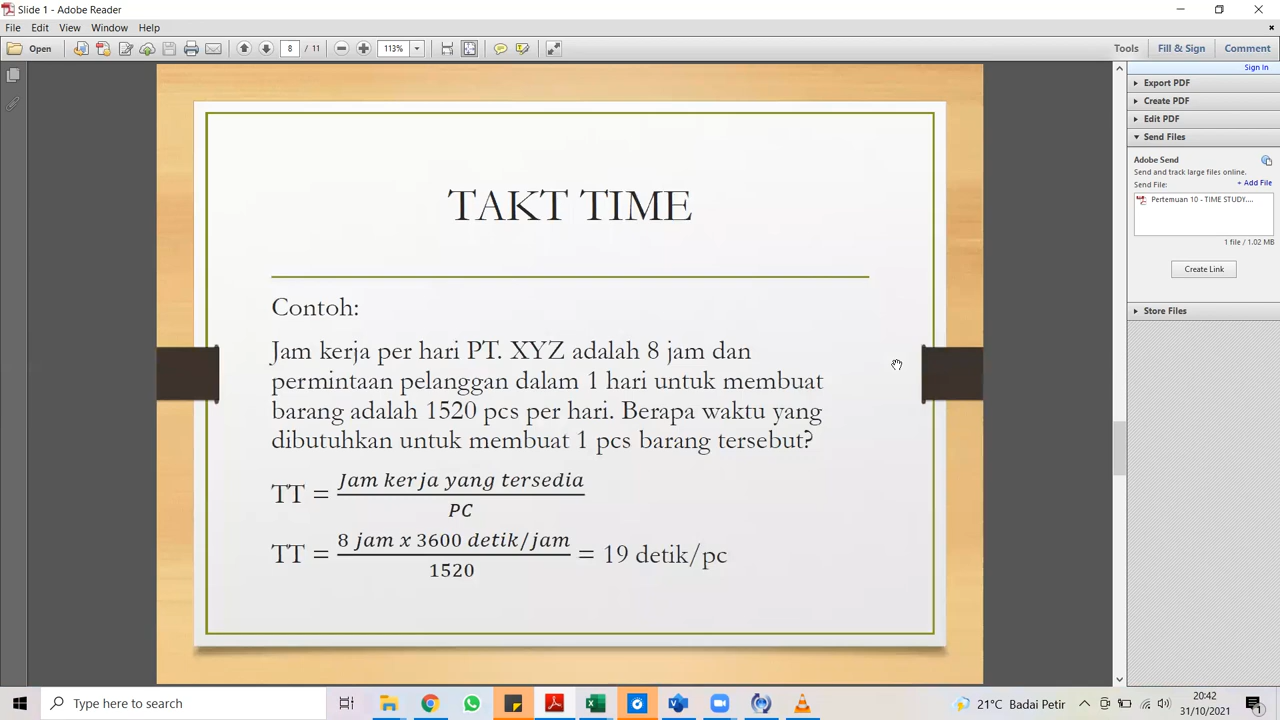 Slide 1 - Adobe Reader
File Edit View Window Help
Open 8 / 11 113% Tools Fill & Sign Comment
Sign In
Export PDF
Create PDF
Edit PDF
Send Files
Adobe Send
Send and track large files online.
Send File: + Add File
Pertemuan 10 - TIME STUDY....
1 file / 1.02 MB
Create Link
Store Files
TAKT TIME
Contoh:
Jam kerja per hari PT. XYZ adalah 8 jam dan
permintaan pelanggan dalam 1 hari untuk membuat
barang adalah 1520 pcs per hari. Berapa waktu yang
dibutuhkan untuk membuat 1 pcs barang tersebut?
TT = Jam kerja yang tersedia / PC
TT = 8 jam x 3600 detik/jam / 1520 = 19 detik/pc
Type here to search
21°C Badai Petir
20:42
31/10/2021
1